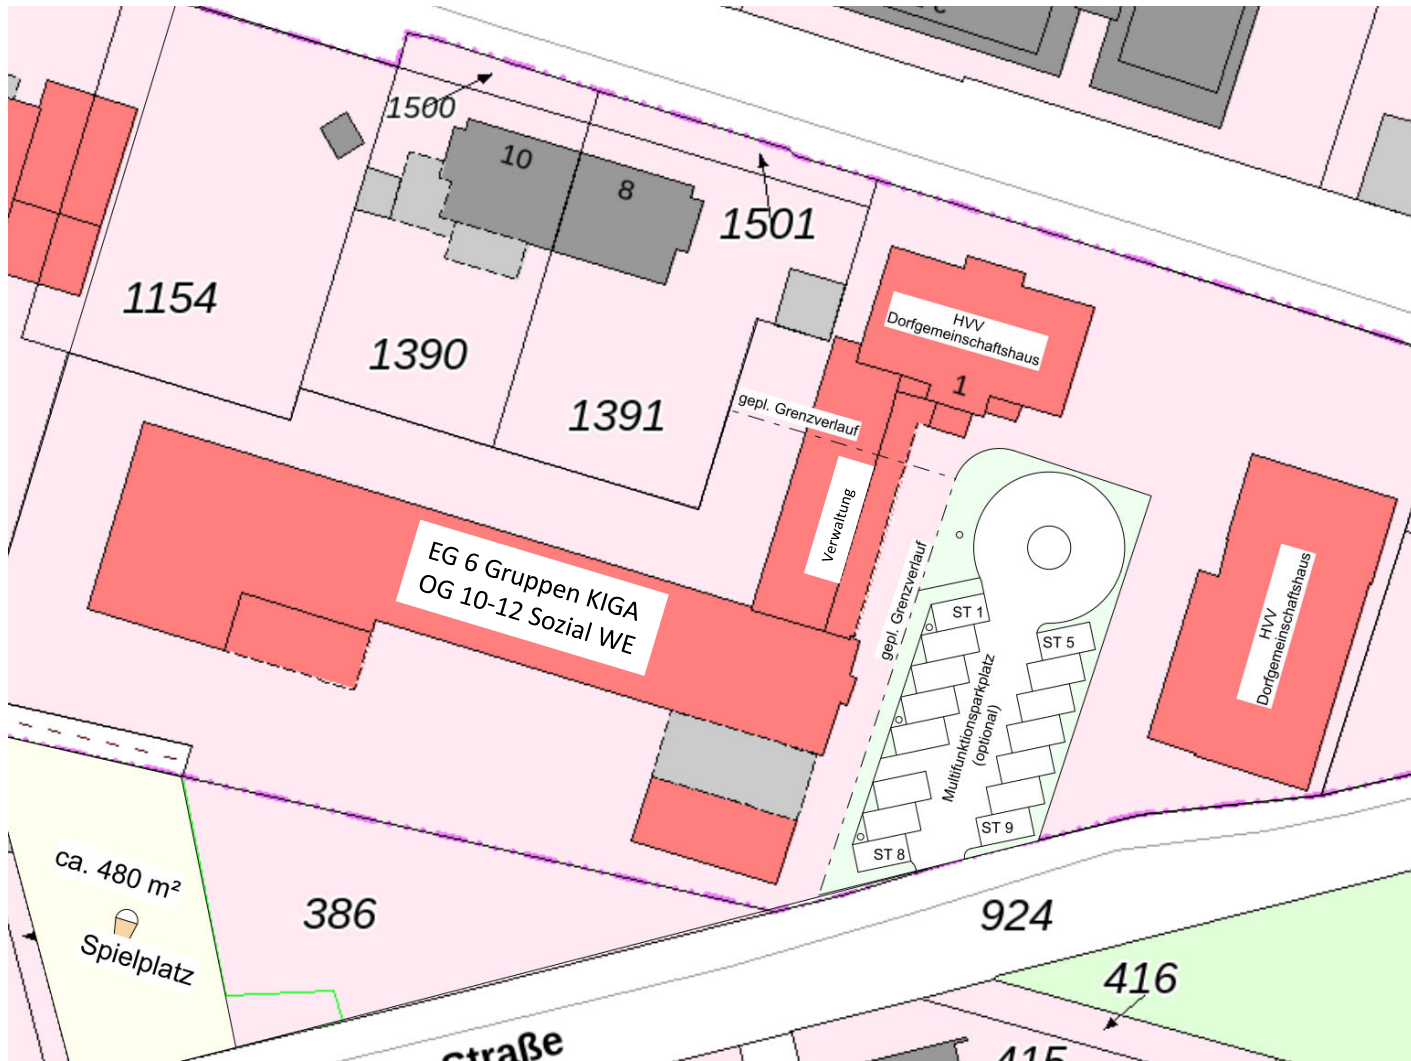 1500
10
8
1501
1154
1390
1391
HVV
Dorfgemeinschaftshaus
1
gepl. Grenzverlauf
Verwaltung
EG 6 Gruppen KIGA
OG 10-12 Sozial WE
gepl. Grenzverlauf
ST 1
ST 5
Multifunktionsparkplatz
(optional)
ST 8
ST 9
HVV
Dorfgemeinschaftshaus
ca. 480 m²
Spielplatz
386
924
416
415
Straße